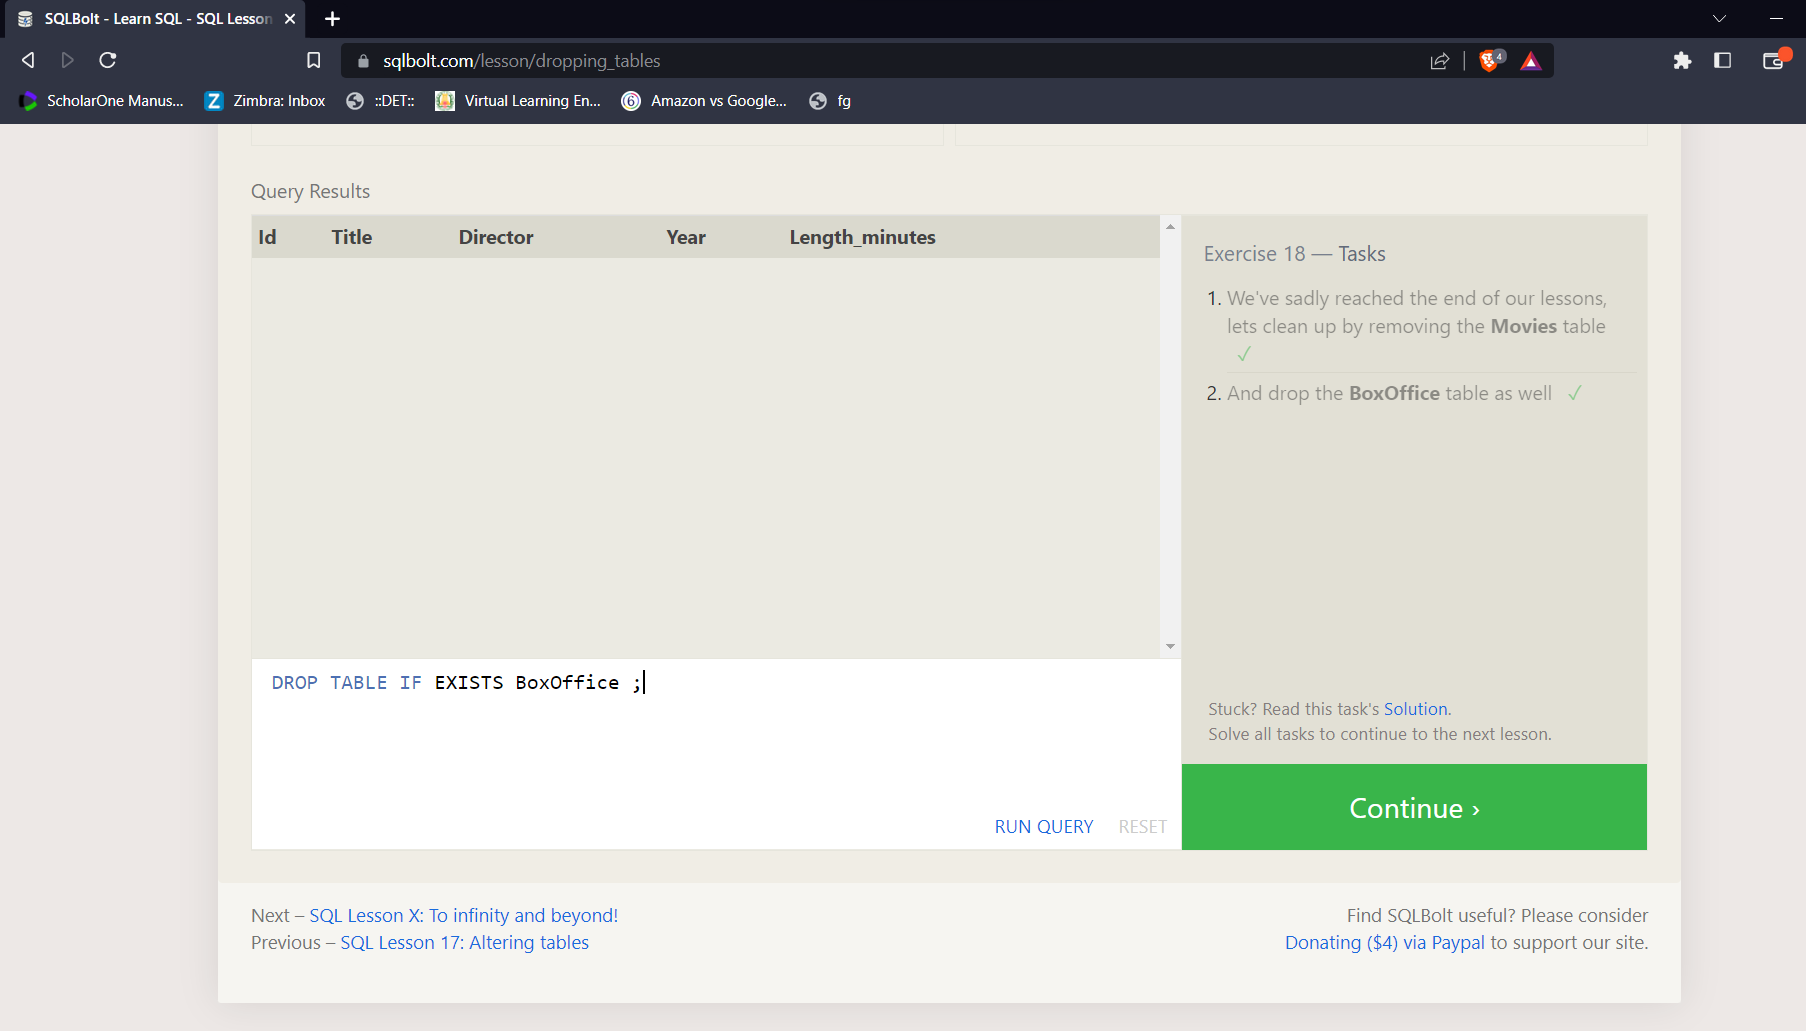 SQLBolt - Learn SQL - SQL Lesson
sqlbolt.com/lesson/dropping_tables
4
ScholarOne Manus...
Zimbra: Inbox
::DET::
Virtual Learning En...
Amazon vs Google...
fg
Query Results
Id Title Director Year Length_minutes
Exercise 18 — Tasks
1. We've sadly reached the end of our lessons,
lets clean up by removing the Movies table
✓
2. And drop the BoxOffice table as well ✓
DROP TABLE IF EXISTS BoxOffice ;
RUN QUERY RESET
Stuck? Read this task's Solution.
Solve all tasks to continue to the next lesson.
Continue ›
Next – SQL Lesson X: To infinity and beyond!
Previous – SQL Lesson 17: Altering tables
Find SQLBolt useful? Please consider
Donating ($4) via Paypal to support our site.